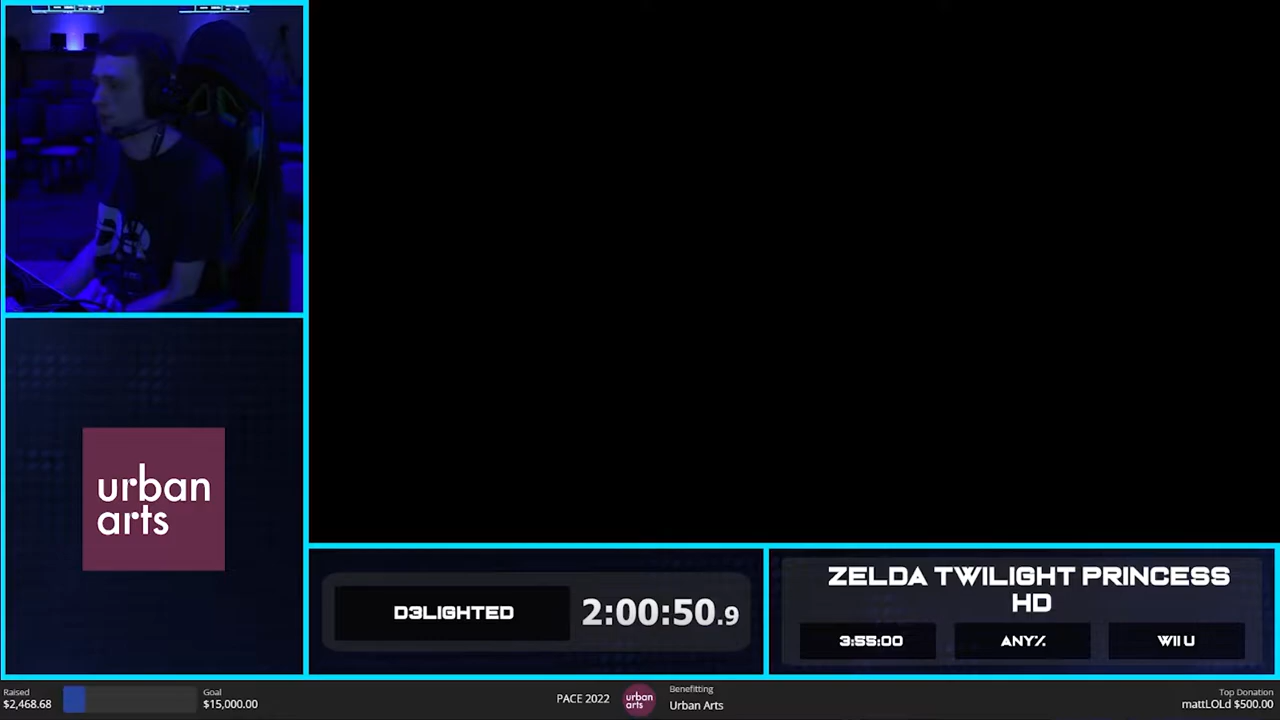 urban
arts
D3LIGHTED
2:00:50.9
ZELDA TWILIGHT PRINCESS
HD
3:55:00
ANY%
WII U
Raised
$2,468.68
Goal
$15,000.00
PACE 2022
urban
arts
Benefitting
Urban Arts
Top Donation
mattLOLd $500.00